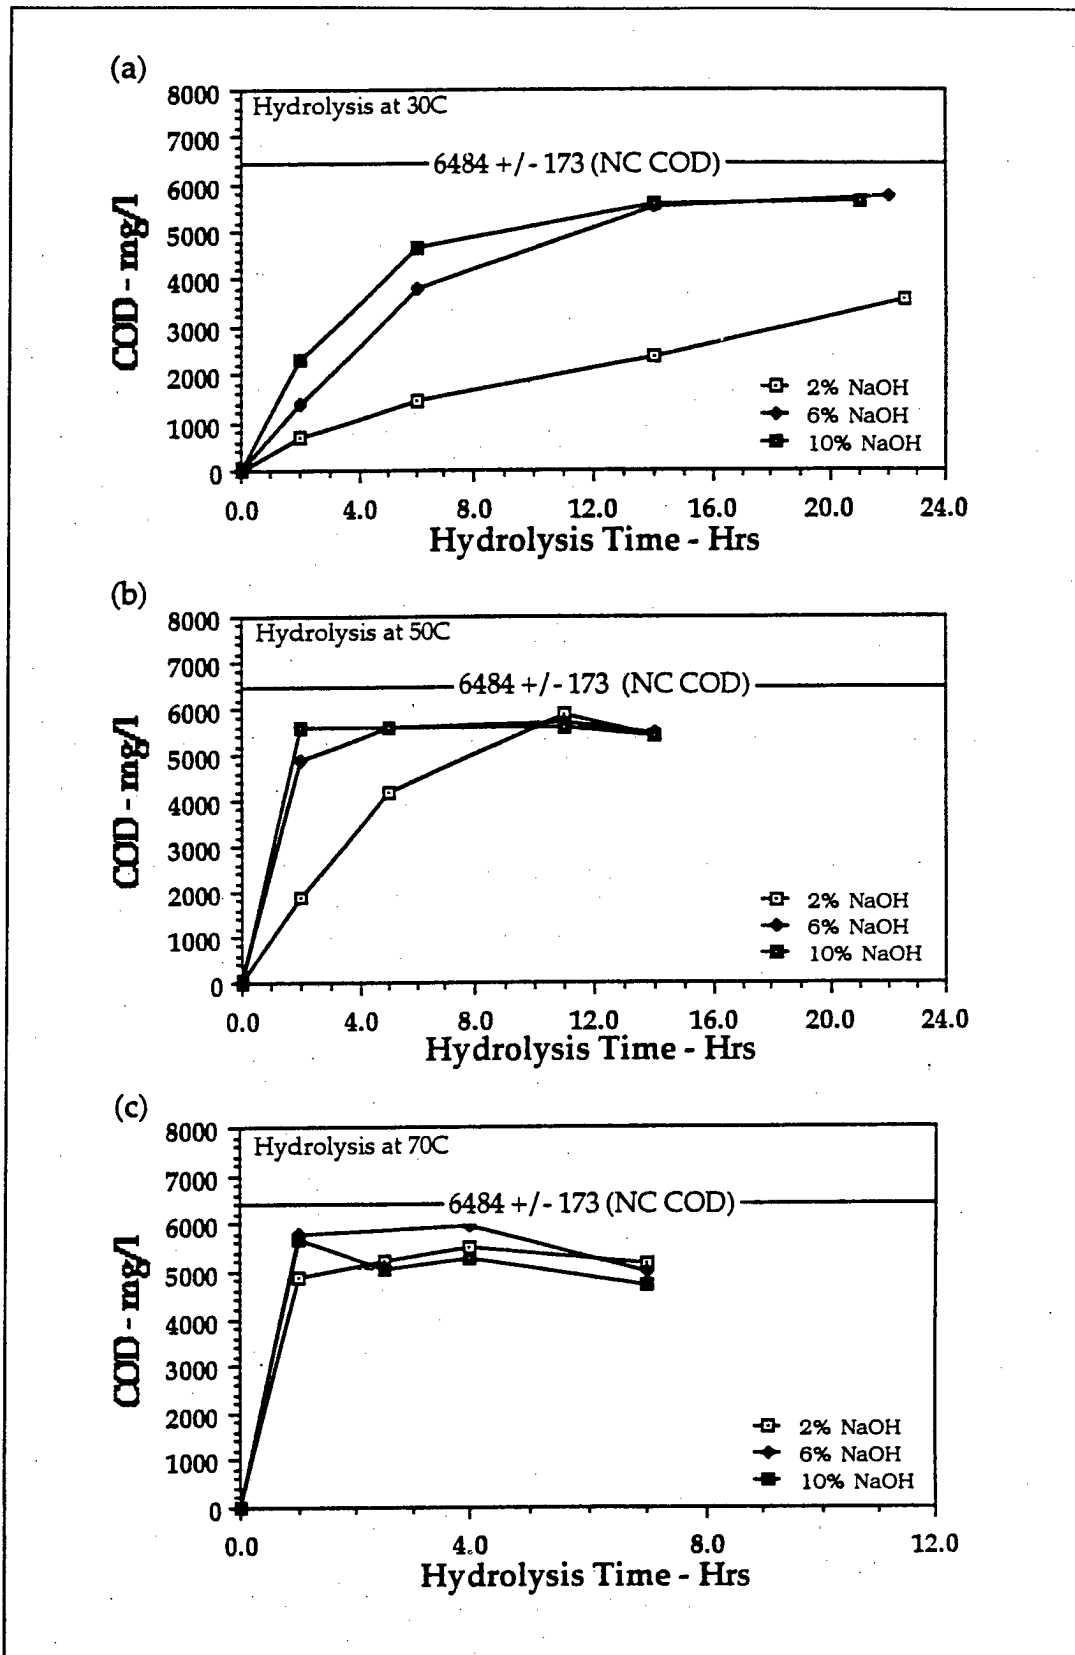 (a)
8000
Hydrolysis at 30C
7000
6484 +/- 173 (NC COD)
6000
5000
4000
3000
2000
1000
0
COD - mg/l
2% NaOH
6% NaOH
10% NaOH
0.0 4.0 8.0 12.0 16.0 20.0 24.0
Hydrolysis Time - Hrs
(b)
8000
Hydrolysis at 50C
7000
6484 +/- 173 (NC COD)
6000
5000
4000
3000
2000
1000
0
COD - mg/l
2% NaOH
6% NaOH
10% NaOH
0.0 4.0 8.0 12.0 16.0 20.0 24.0
Hydrolysis Time - Hrs
(c)
8000
Hydrolysis at 70C
7000
6484 +/- 173 (NC COD)
6000
5000
4000
3000
2000
1000
0
COD - mg/l
2% NaOH
6% NaOH
10% NaOH
0.0 4.0 8.0 12.0
Hydrolysis Time - Hrs